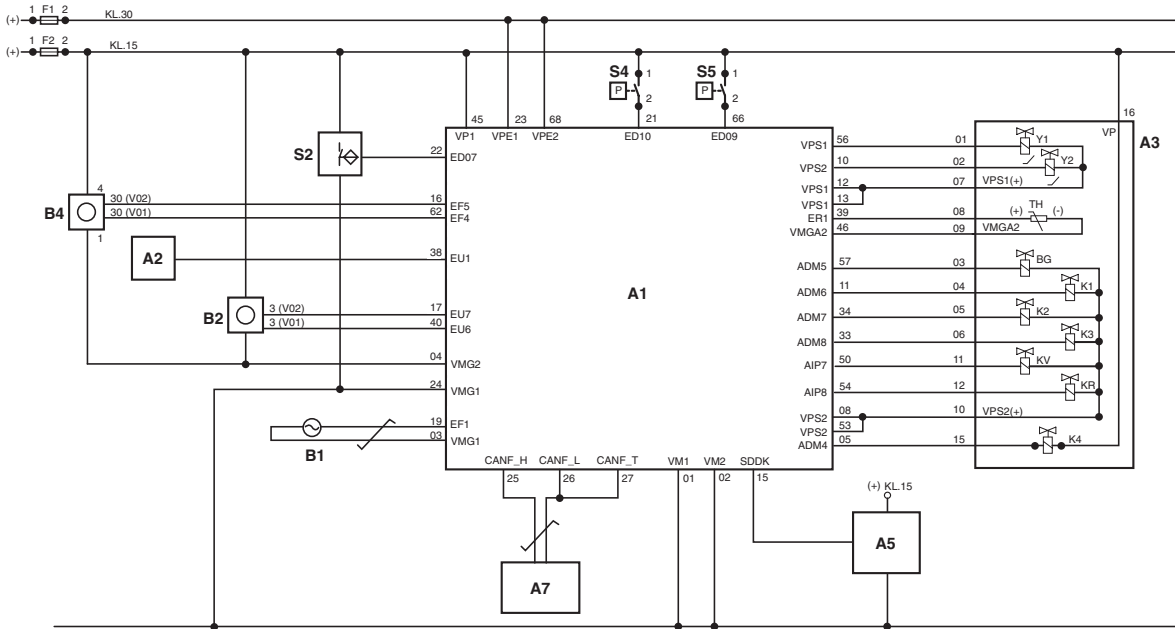 (+) 1 F1 2 KL.30
(+) 1 F2 2 KL.15
S4 P 1 2
S5 P 1 2
45 23 68 21 66
VP1 VPE1 VPE2 ED10 ED09
16
VP
A3
S2
22 ED07
B4
4
30 (V02)
30 (V01)
1
16 EF5
62 EF4
A2
38 EU1
B2
3 (V02)
3 (V01)
17 EU7
40 EU6
04 VMG2
24 VMG1
B1
19 EF1
03 VMG1
A1
VPS1 56 01 Y1
VPS2 10 02 Y2
VPS1 12 07 VPS1(+)
VPS1 13
ER1 39 08 (+) TH (-)
VMGA2 46 09 VMGA2
ADM5 57 03 BG
ADM6 11 04 K1
ADM7 34 05 K2
ADM8 33 06 K3
AIP7 50 11 KV
AIP8 54 12 KR
VPS2 08 10 VPS2(+)
VPS2 53
ADM4 05 15 K4
CANF_H CANF_L CANF_T VM1 VM2 SDDK
25 26 27 01 02 15
(+) KL.15
A5
A7